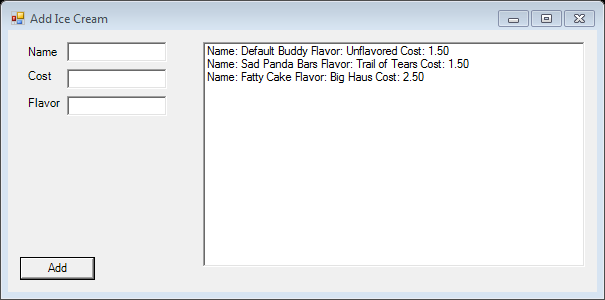 Add Ice Cream
Name
Cost
Flavor
Name: Default Buddy Flavor: Unflavored Cost: 1.50
Name: Sad Panda Bars Flavor: Trail of Tears Cost: 1.50
Name: Fatty Cake Flavor: Big Haus Cost: 2.50
Add